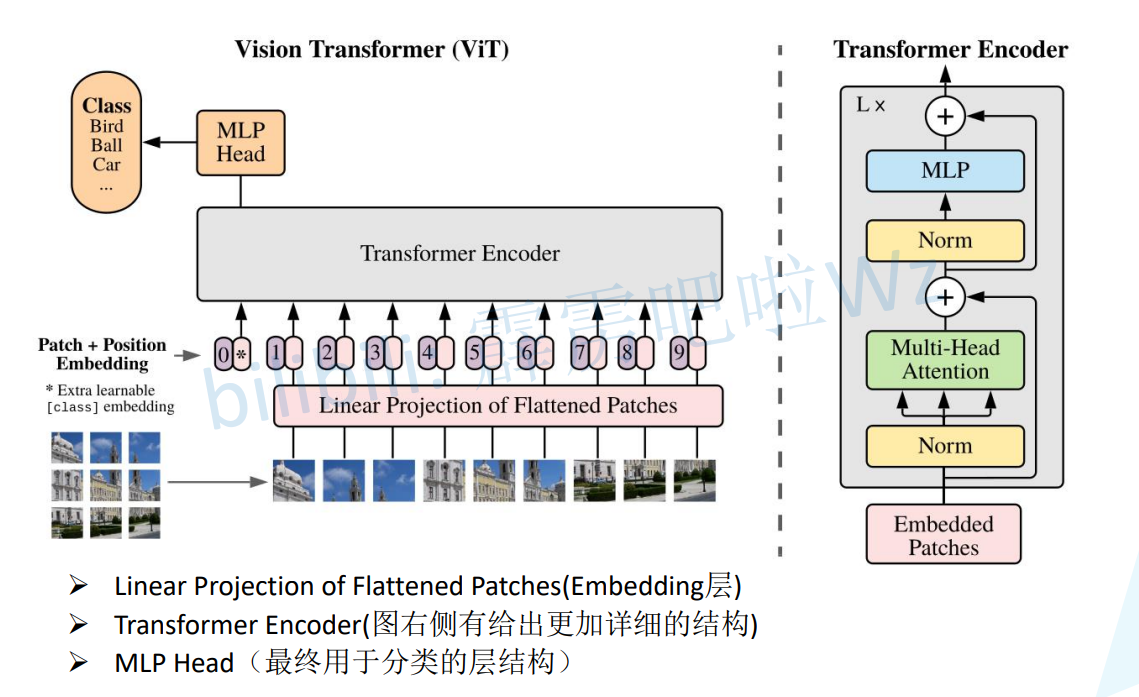 Vision Transformer (ViT)
Class
Bird
Ball
Car
...
MLP
Head
Transformer Encoder
Patch + Position
Embedding
* Extra learnable
[class] embedding
0 * 1 2 3 4 5 6 7 8 9
Linear Projection of Flattened Patches
Transformer Encoder
L ×
+
MLP
Norm
+
Multi-Head
Attention
Norm
Embedded
Patches
bilibili: 霹雳吧啦Wz
➢ Linear Projection of Flattened Patches(Embedding层)
➢ Transformer Encoder(图右侧有给出更加详细的结构)
➢ MLP Head（最终用于分类的层结构）